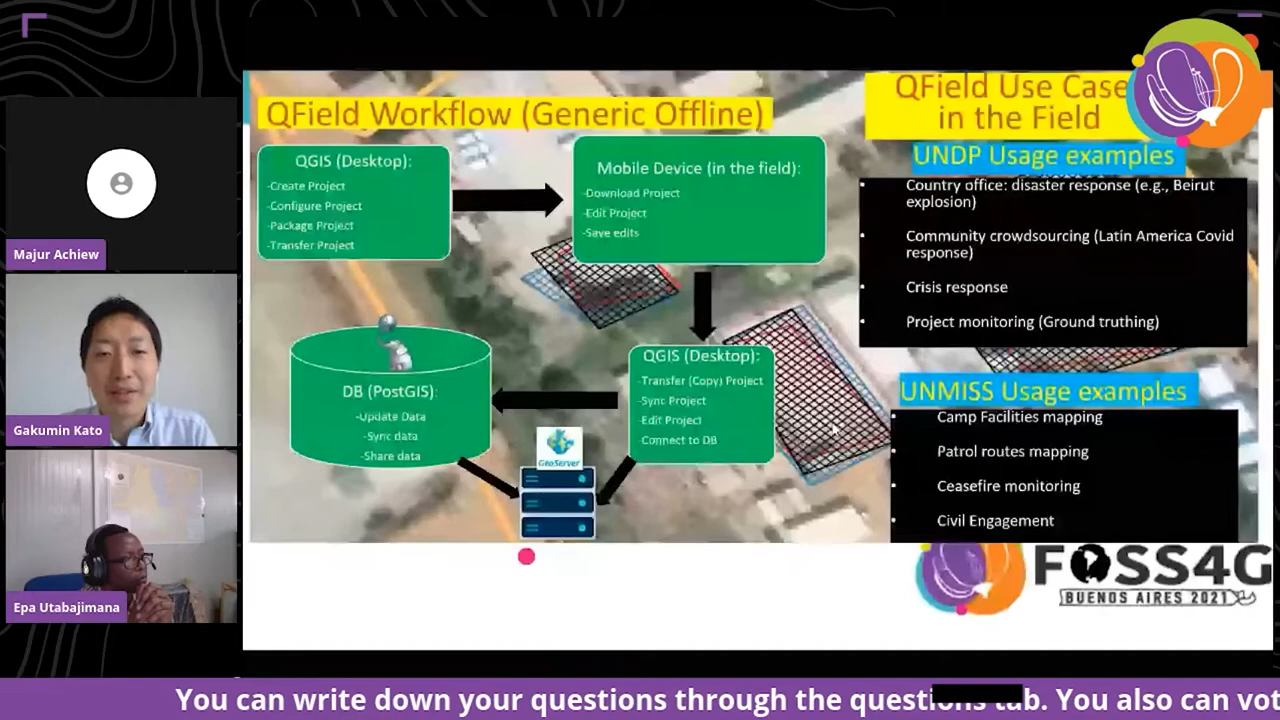 QField Workflow (Generic Offline)
QGIS (Desktop):
-Create Project
-Configure Project
-Package Project
-Transfer Project
Mobile Device (in the field):
-Download Project
-Edit Project
-Save edits
QGIS (Desktop):
-Transfer (Copy) Project
-Sync Project
-Edit Project
-Connect to DB
DB (PostGIS):
-Update Data
-Sync data
-Share data
GeoServer
QField Use Case
in the Field
UNDP Usage examples
• Country office: disaster response (e.g., Beirut
explosion)
• Community crowdsourcing (Latin America Covid
response)
• Crisis response
• Project monitoring (Ground truthing)
UNMISS Usage examples
• Camp Facilities mapping
• Patrol routes mapping
• Ceasefire monitoring
• Civil Engagement
Majur Achiew
Gakumin Kato
Epa Utabajimana
FOSS4G
BUENOS AIRES 2021
You can write down your questions through the tab. You also can vot